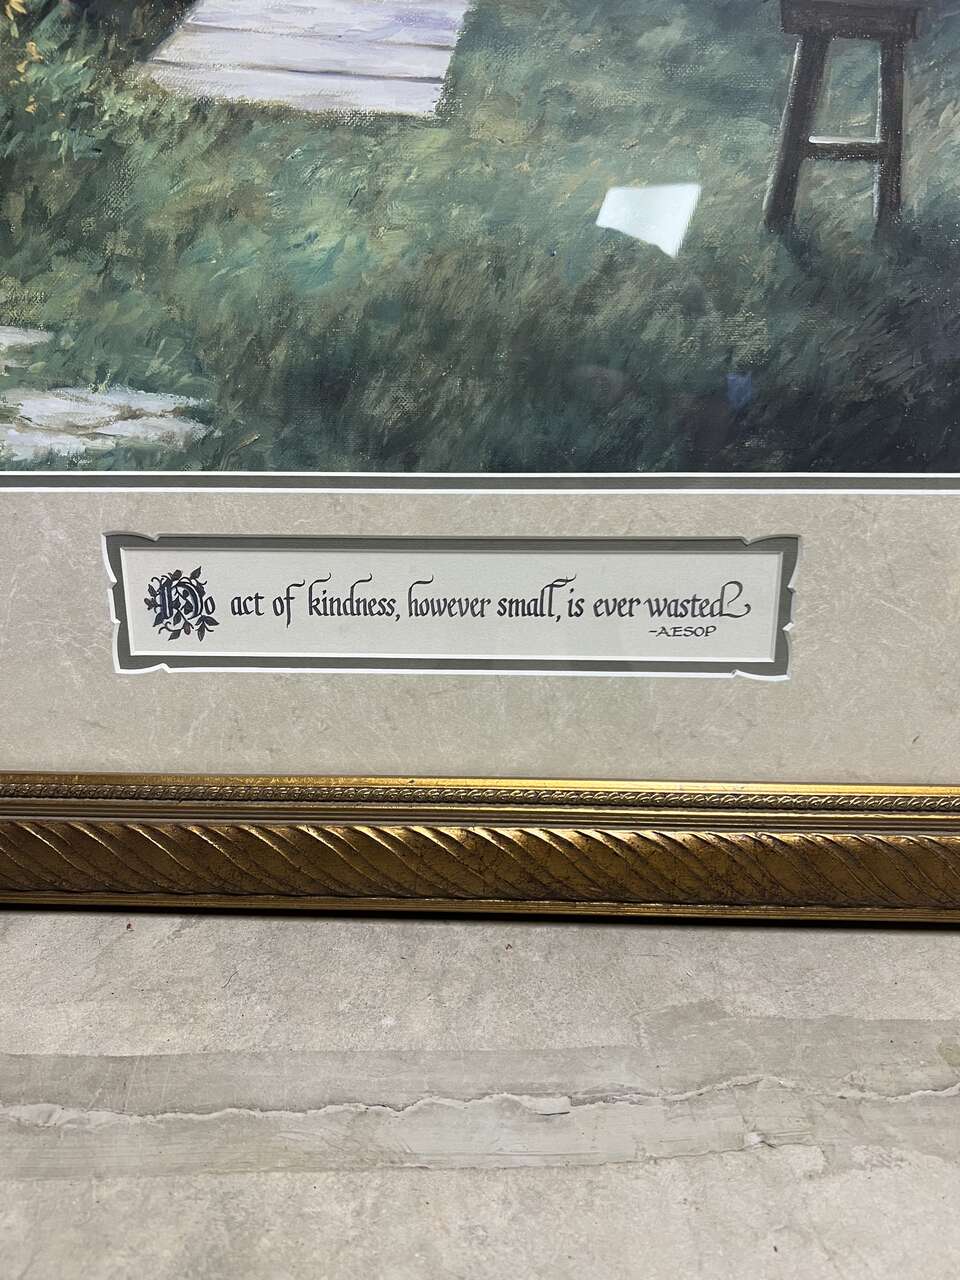 No act of kindness, however small, is ever wasted
-AESOP